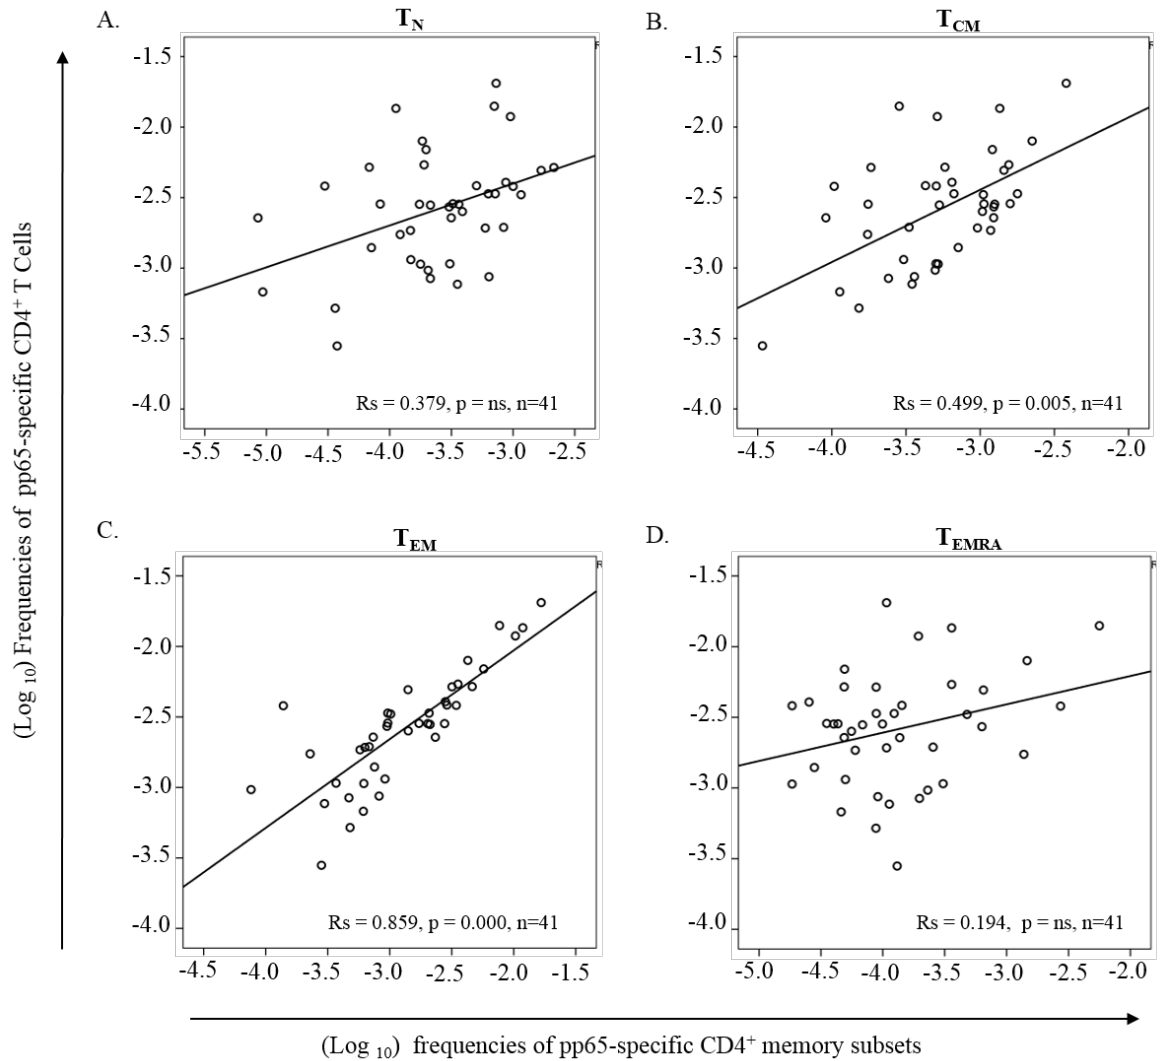 A.
T_N
-1.5
-2.0
-2.5
-3.0
-3.5
-4.0
Rs = 0.379, p = ns, n=41
-5.5 -5.0 -4.5 -4.0 -3.5 -3.0 -2.5
B.
T_CM
-1.5
-2.0
-2.5
-3.0
-3.5
-4.0
Rs = 0.499, p = 0.005, n=41
-4.5 -4.0 -3.5 -3.0 -2.5 -2.0
(Log 10) Frequencies of pp65-specific CD4+ T Cells
C.
T_EM
-1.5
-2.0
-2.5
-3.0
-3.5
-4.0
Rs = 0.859, p = 0.000, n=41
-4.5 -4.0 -3.5 -3.0 -2.5 -2.0 -1.5
D.
T_EMRA
-1.5
-2.0
-2.5
-3.0
-3.5
-4.0
Rs = 0.194, p = ns, n=41
-5.0 -4.5 -4.0 -3.5 -3.0 -2.5 -2.0
(Log 10) frequencies of pp65-specific CD4+ memory subsets